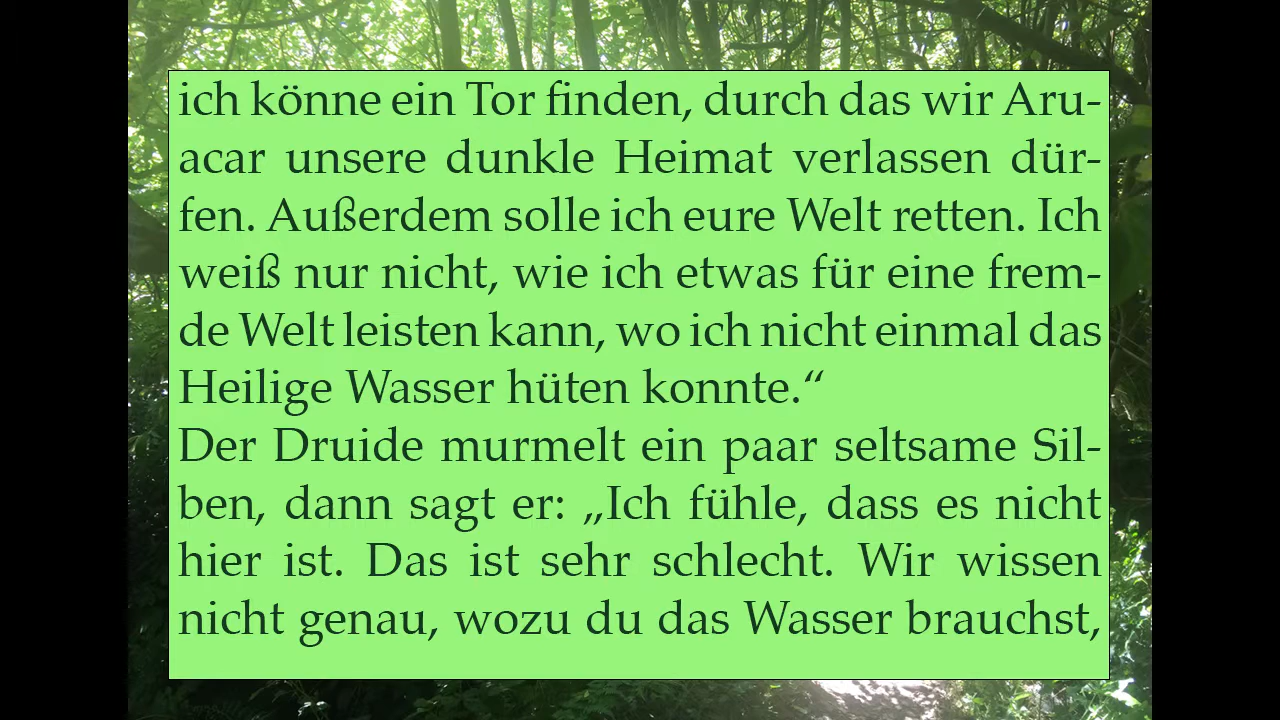 ich könne ein Tor finden, durch das wir Aru-
acar unsere dunkle Heimat verlassen dür-
fen. Außerdem solle ich eure Welt retten. Ich
weiß nur nicht, wie ich etwas für eine frem-
de Welt leisten kann, wo ich nicht einmal das
Heilige Wasser hüten konnte.“
Der Druide murmelt ein paar seltsame Sil-
ben, dann sagt er: „Ich fühle, dass es nicht
hier ist. Das ist sehr schlecht. Wir wissen
nicht genau, wozu du das Wasser brauchst,